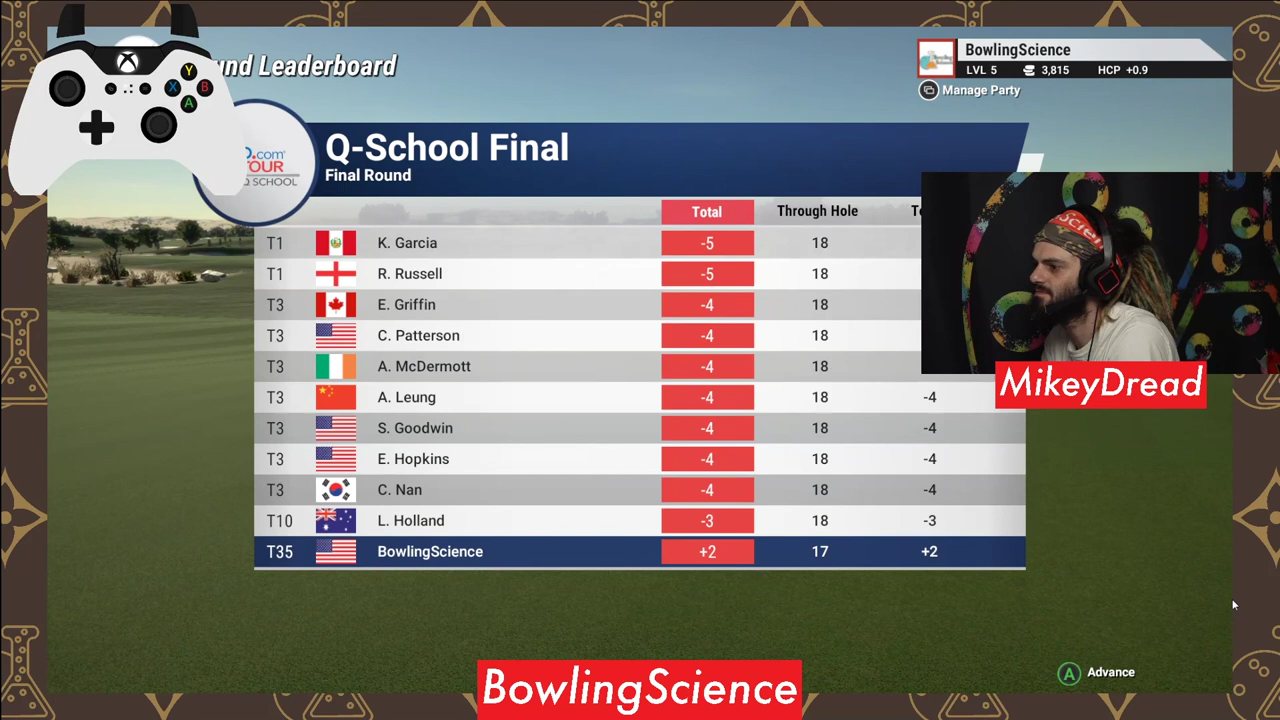 und Leaderboard
BowlingScience
LVL 5 3,815 HCP +0.9
Manage Party
Q-School Final
Final Round
.com
OUR
SCHOOL
Total Through Hole
T1 K. Garcia -5 18
T1 R. Russell -5 18
T3 E. Griffin -4 18
T3 C. Patterson -4 18
T3 A. McDermott -4 18
T3 A. Leung -4 18 -4
T3 S. Goodwin -4 18 -4
T3 E. Hopkins -4 18 -4
T3 C. Nan -4 18 -4
T10 L. Holland -3 18 -3
T35 BowlingScience +2 17 +2
MikeyDread
A Advance
BowlingScience
Y
X B
A